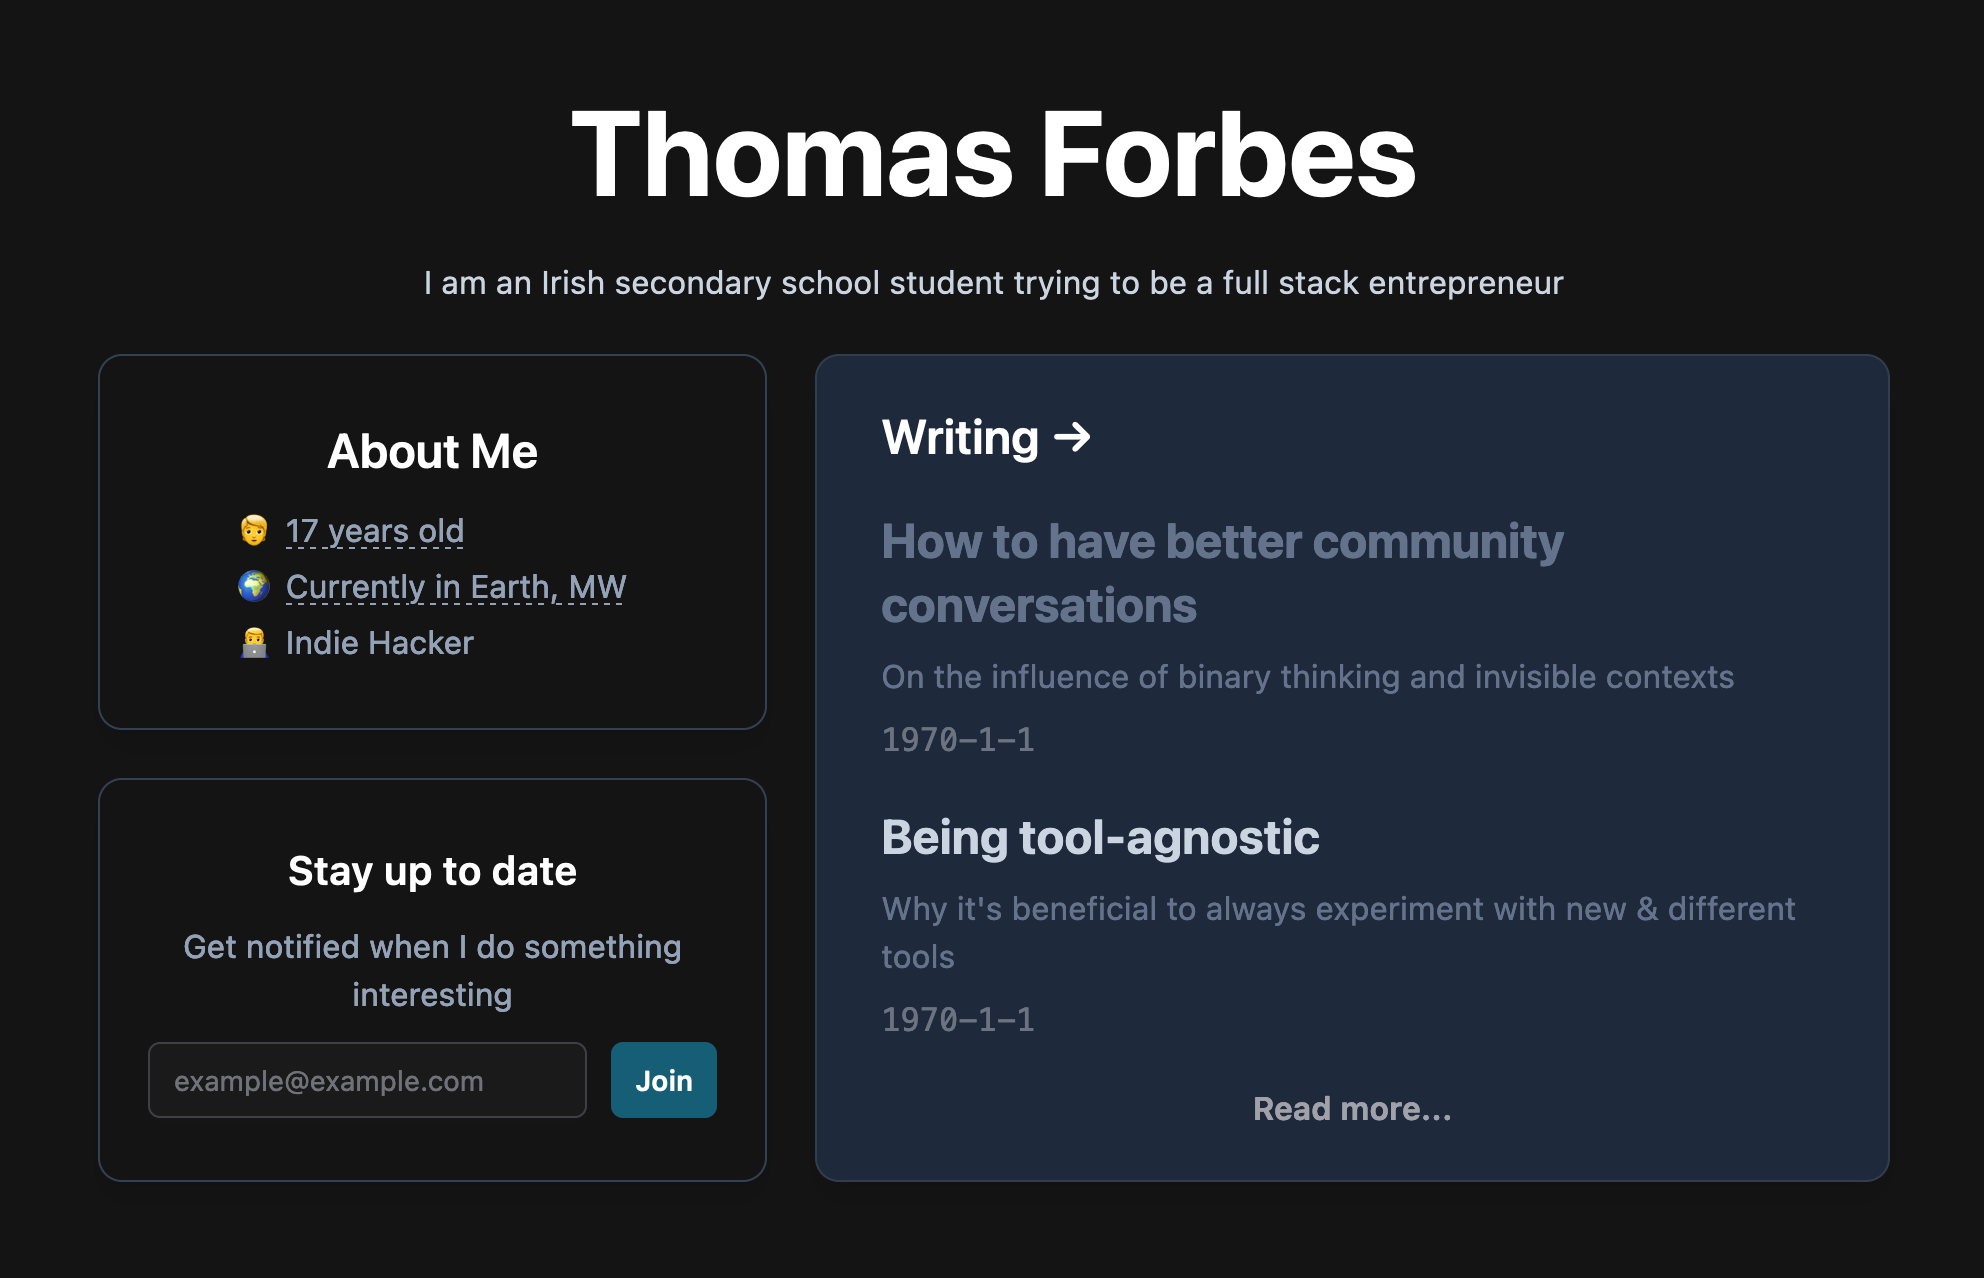 Thomas Forbes
I am an Irish secondary school student trying to be a full stack entrepreneur
About Me
17 years old
Currently in Earth, MW
Indie Hacker
Stay up to date
Get notified when I do something
interesting
example@example.com
Join
Writing →
How to have better community
conversations
On the influence of binary thinking and invisible contexts
1970-1-1
Being tool-agnostic
Why it's beneficial to always experiment with new & different
tools
1970-1-1
Read more...